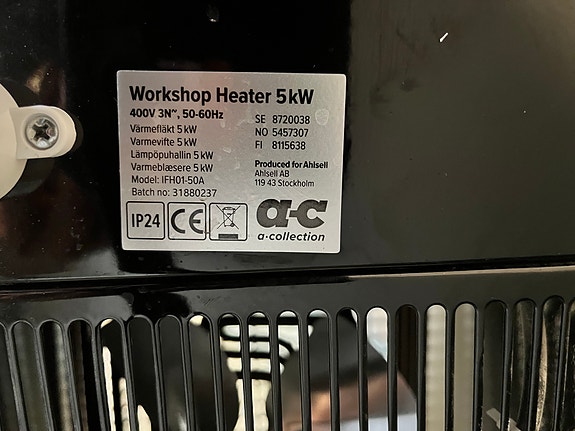 Workshop Heater 5 kW
400V 3N~, 50-60Hz
Värmefläkt 5 kW
Varmevifte 5 kW
Lämpöpuhallin 5 kW
Varmeblæsere 5 kW
Model: IFH01-50A
Batch no: 31880237
SE 8720038
NO 5457307
FI 8115638
Produced for Ahlsell
Ahlsell AB
119 43 Stockholm
IP24
CE
a-c
a-collection